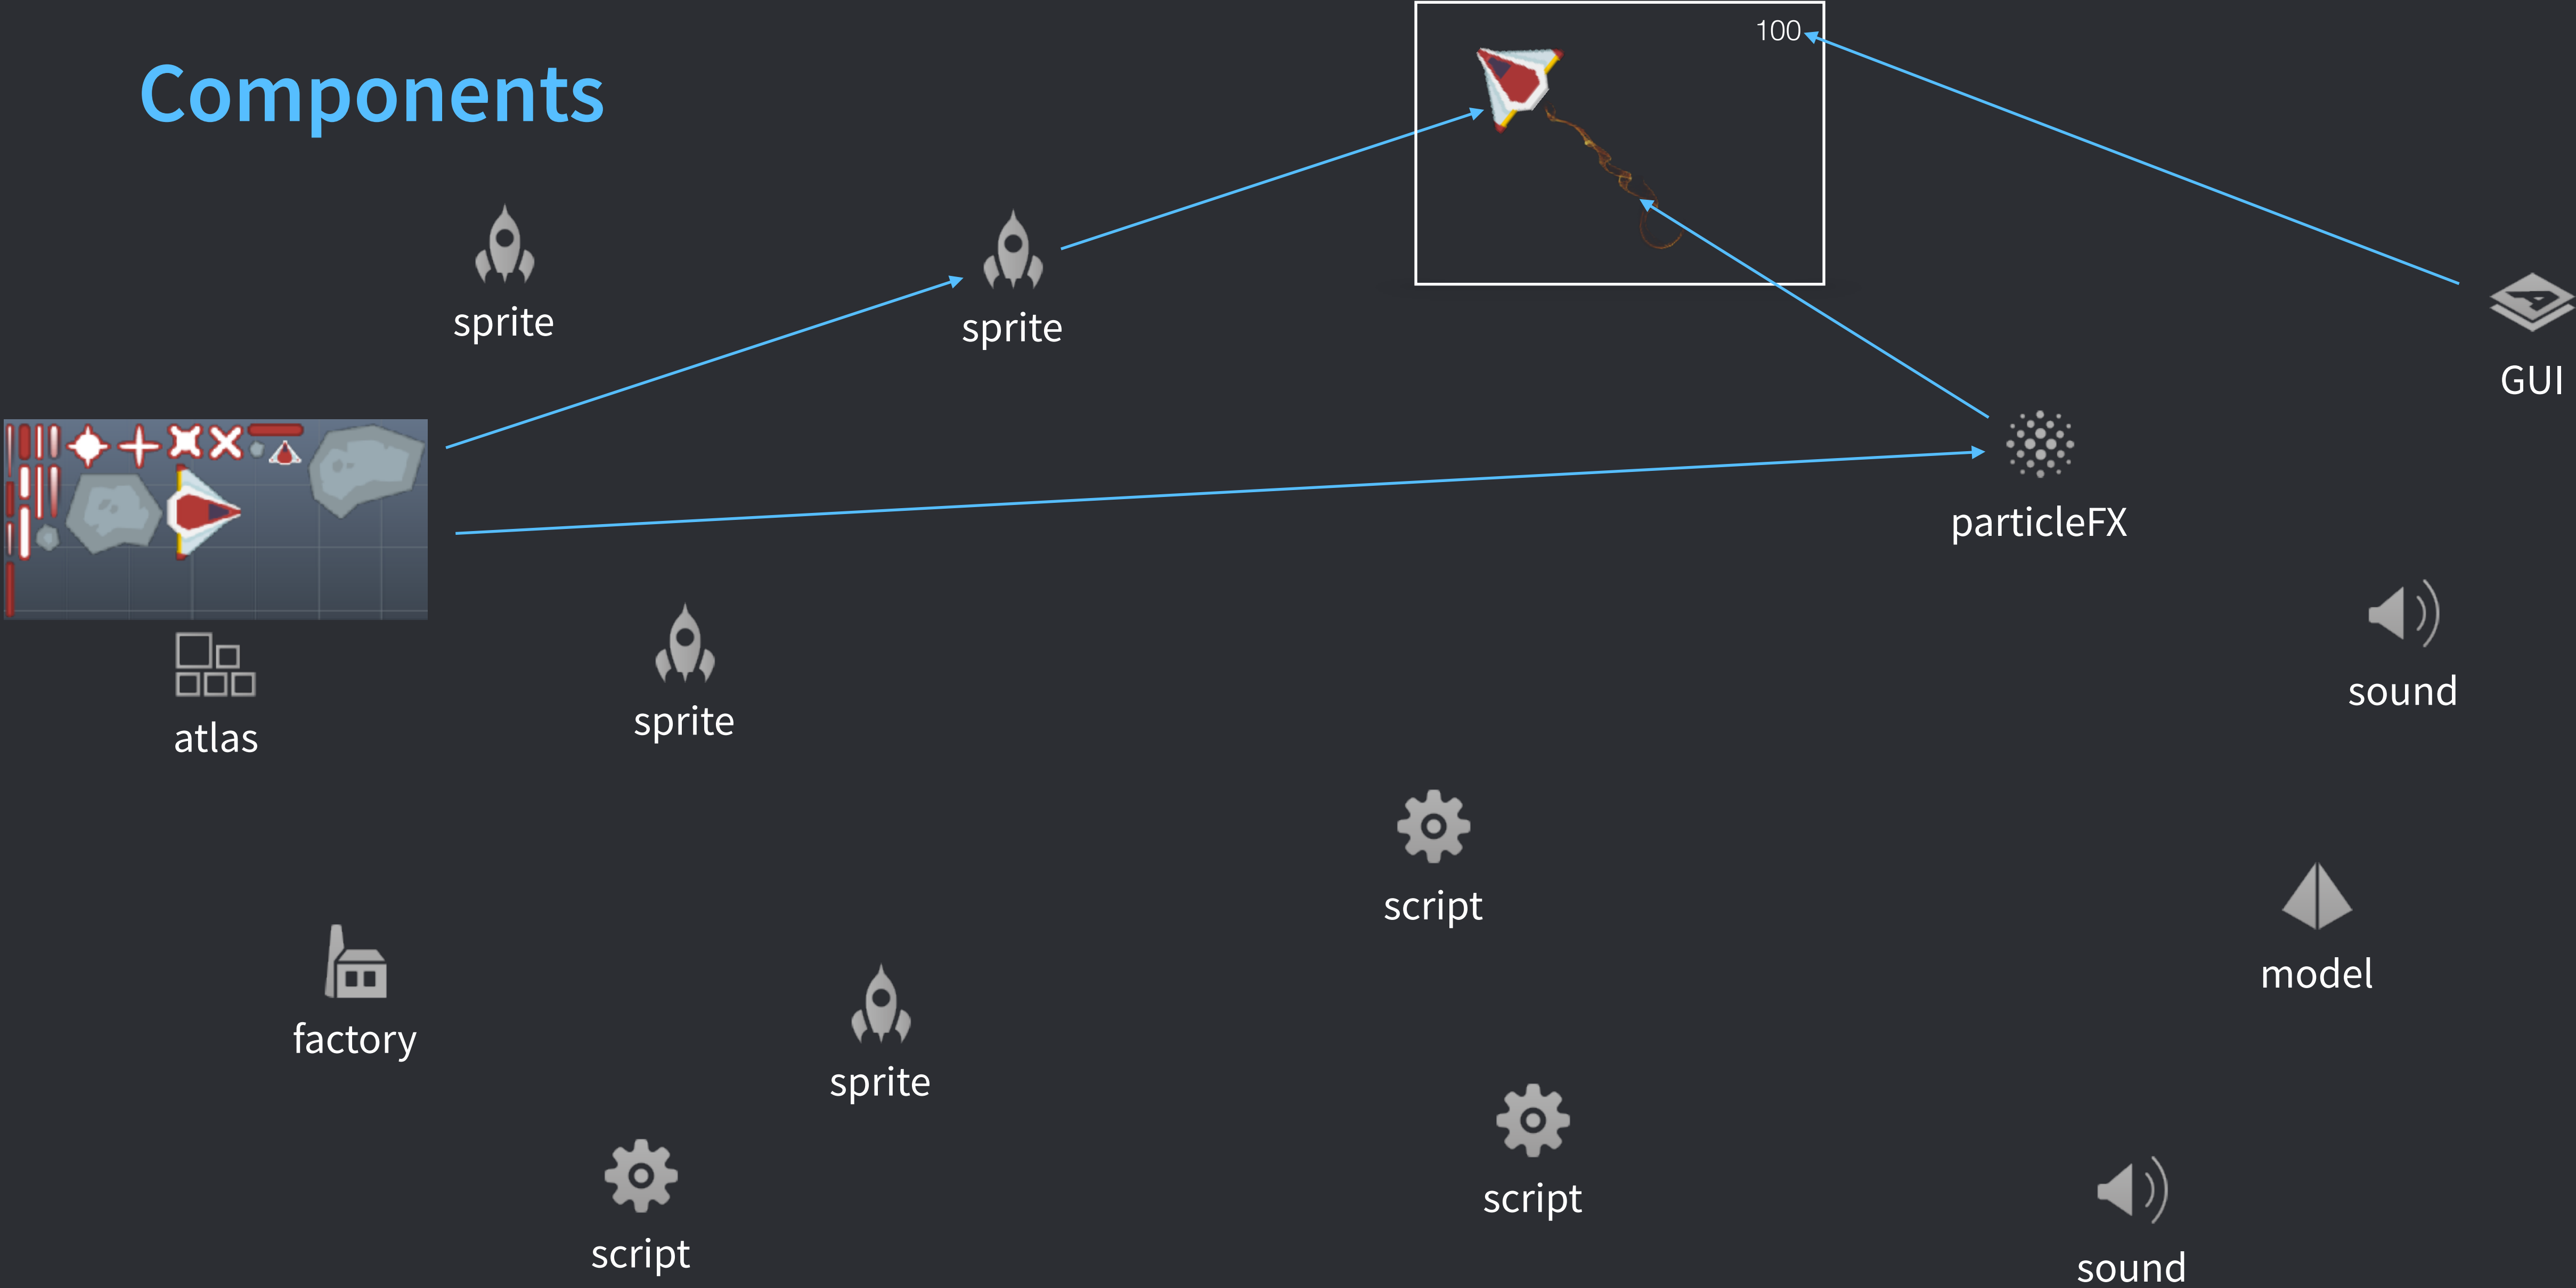 Components
100
sprite
sprite
GUI
particleFX
sound
sprite
atlas
script
model
factory
sprite
script
script
sound